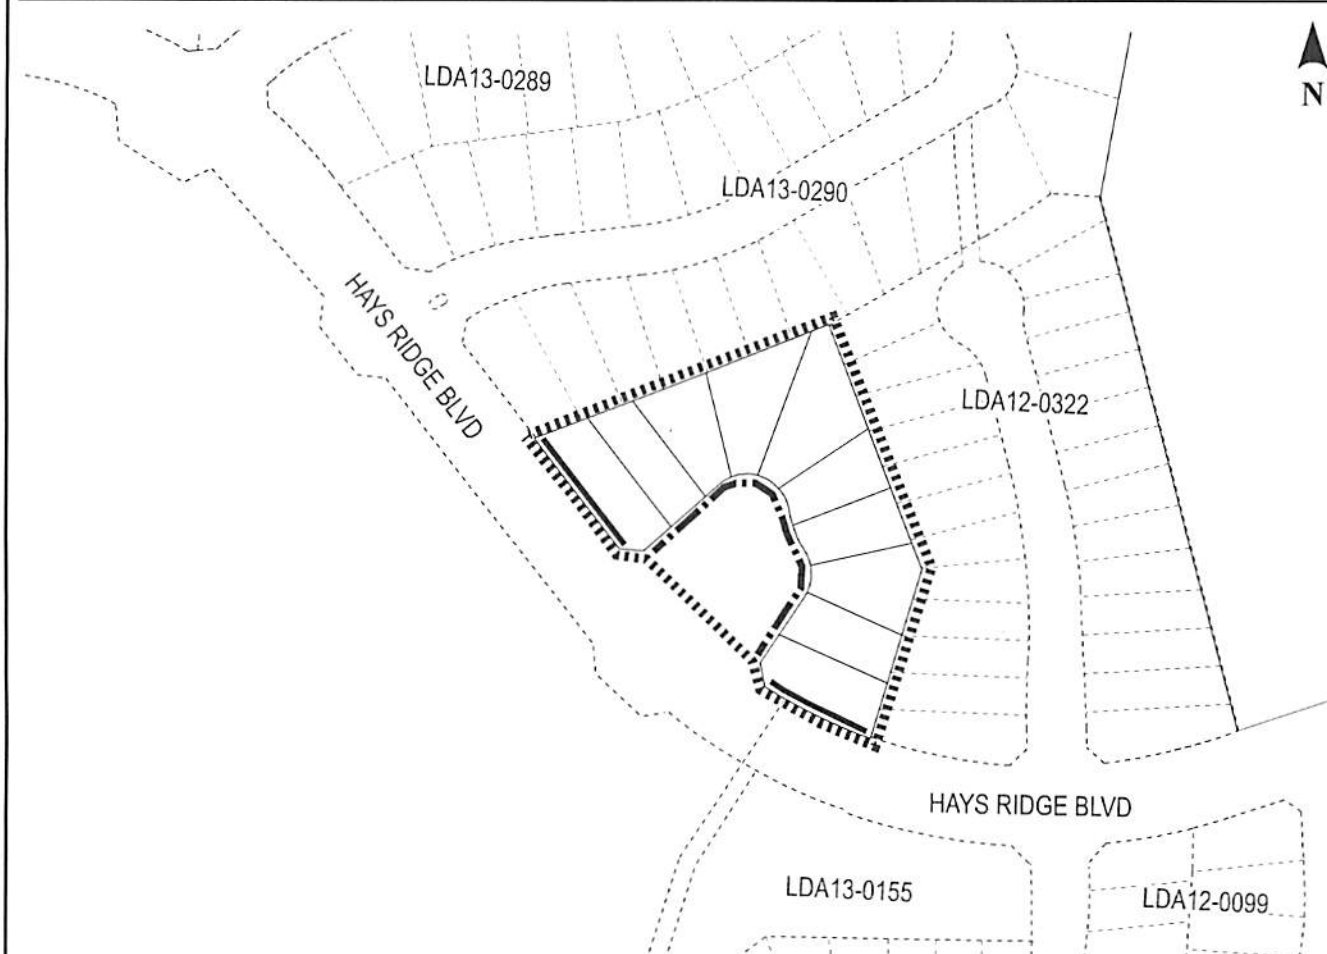 LDA13-0289
N
LDA13-0290
HAYS RIDGE BLVD
LDA12-0322
HAYS RIDGE BLVD
LDA13-0155
LDA12-0099